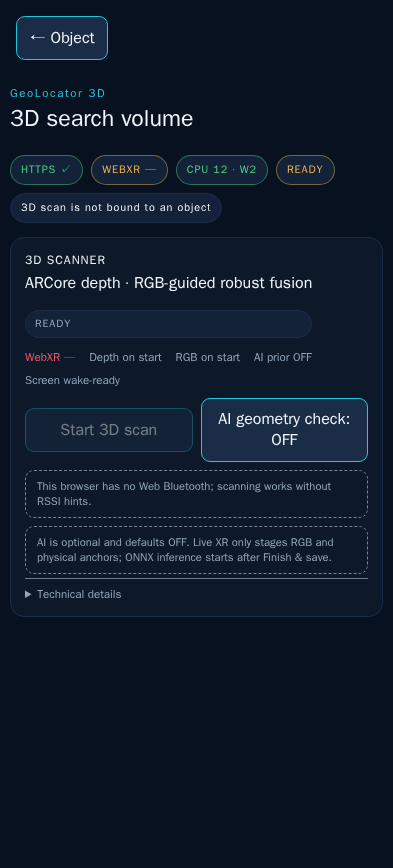 ← Object
GeoLocator 3D
3D search volume
HTTPS ✓ WEBXR — CPU 12 · W2 READY
3D scan is not bound to an object
3D SCANNER
ARCore depth · RGB-guided robust fusion
READY
WebXR — Depth on start RGB on start AI prior OFF
Screen wake-ready
Start 3D scan
AI geometry check:
OFF
This browser has no Web Bluetooth; scanning works without
RSSI hints.
AI is optional and defaults OFF. Live XR only stages RGB and
physical anchors; ONNX inference starts after Finish & save.
▶ Technical details